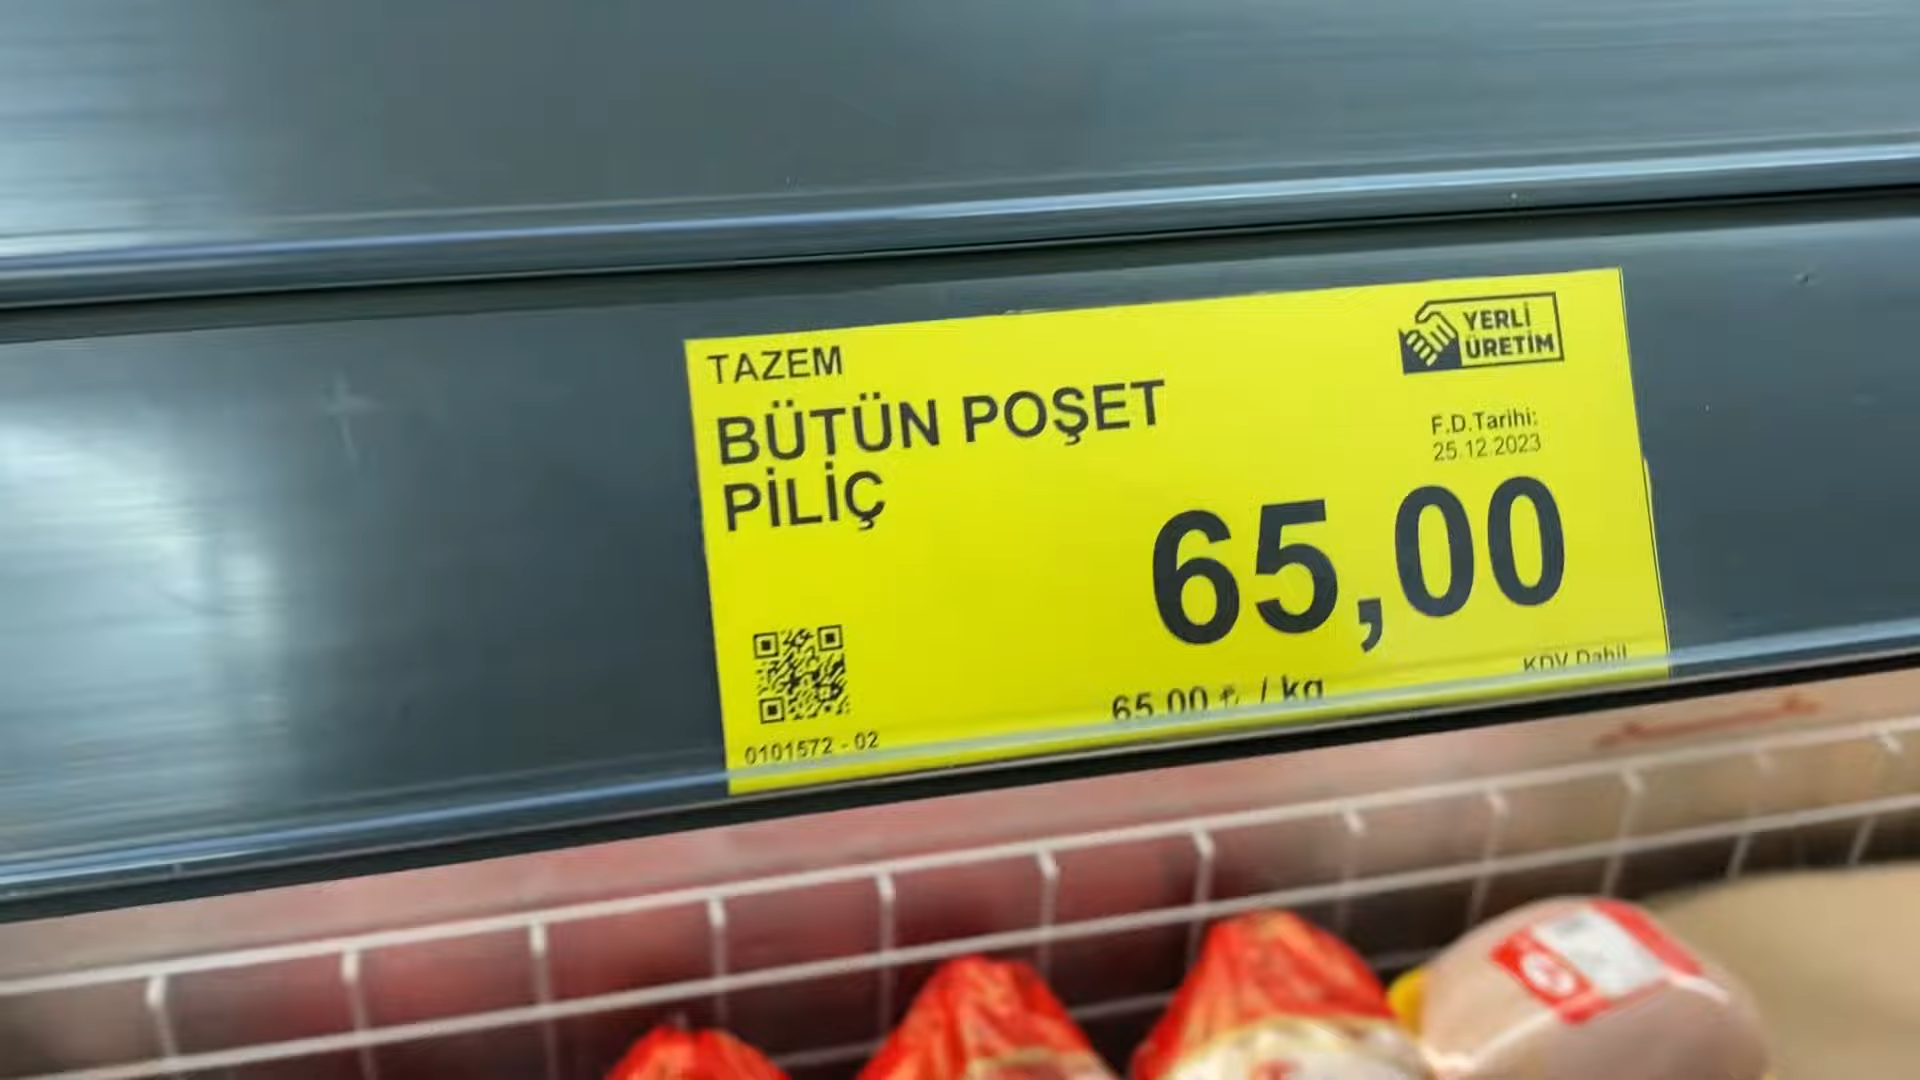 TAZEM
BÜTÜN POŞET
PİLİÇ
YERLİ
ÜRETİM
F.D.Tarihi:
25.12.2023
65,00
KDV Dahil
65,00 ₺ / kg
0101572 - 02